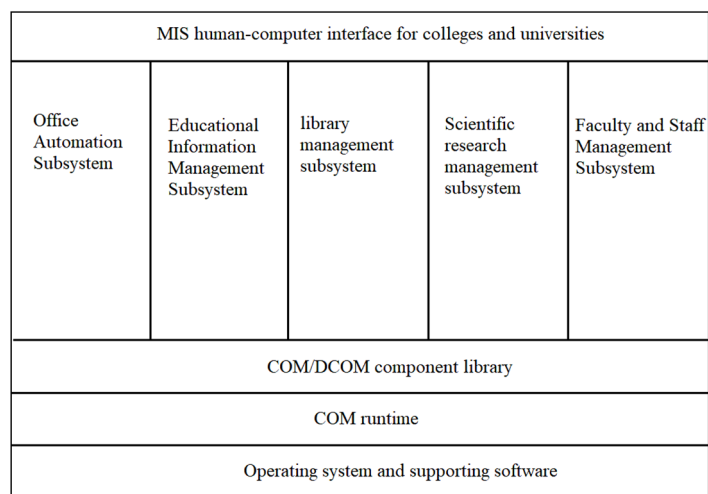 MIS human-computer interface for colleges and universities
Office
Automation
Subsystem
Educational
Information
Management
Subsystem
library
management
subsystem
Scientific
research
management
subsystem
Faculty and Staff
Management
Subsystem
COM/DCOM component library
COM runtime
Operating system and supporting software